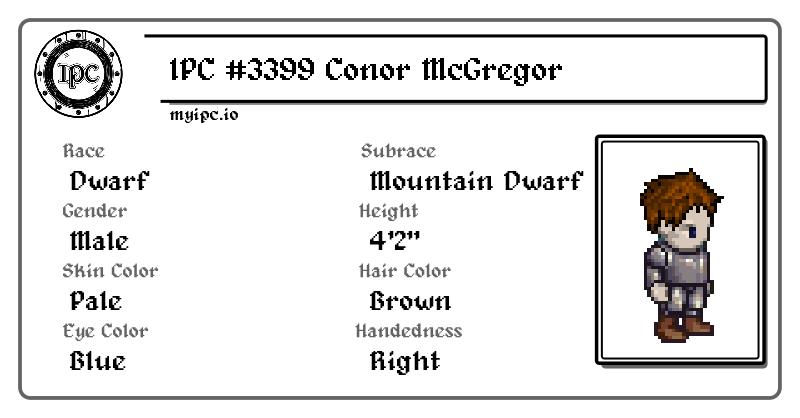 IPC
IPC #3399 Conor McGregor
myipc.io
Race
Subrace
Dwarf
Mountain Dwarf
Gender
Height
Male
4'2"
Skin Color
Hair Color
Pale
Brown
Eye Color
Handedness
Blue
Right